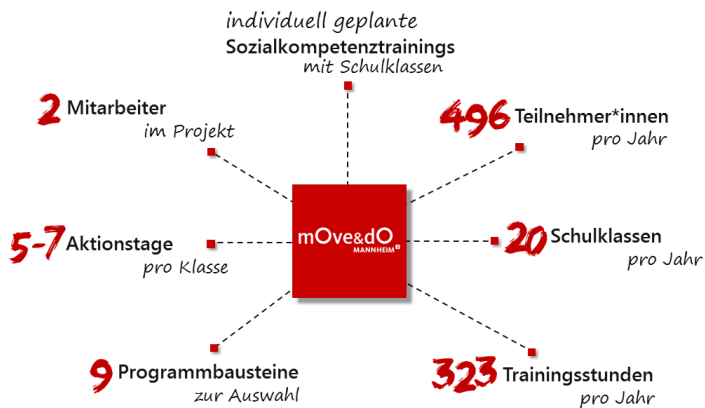 individuell geplante
Sozialkompetenztrainings
mit Schulklassen
2 Mitarbeiter
im Projekt
496 Teilnehmer*innen
pro Jahr
5-7 Aktionstage
pro Klasse
mOve&dO
MANNHEIM
20 Schulklassen
pro Jahr
9 Programmbausteine
zur Auswahl
323 Trainingsstunden
pro Jahr